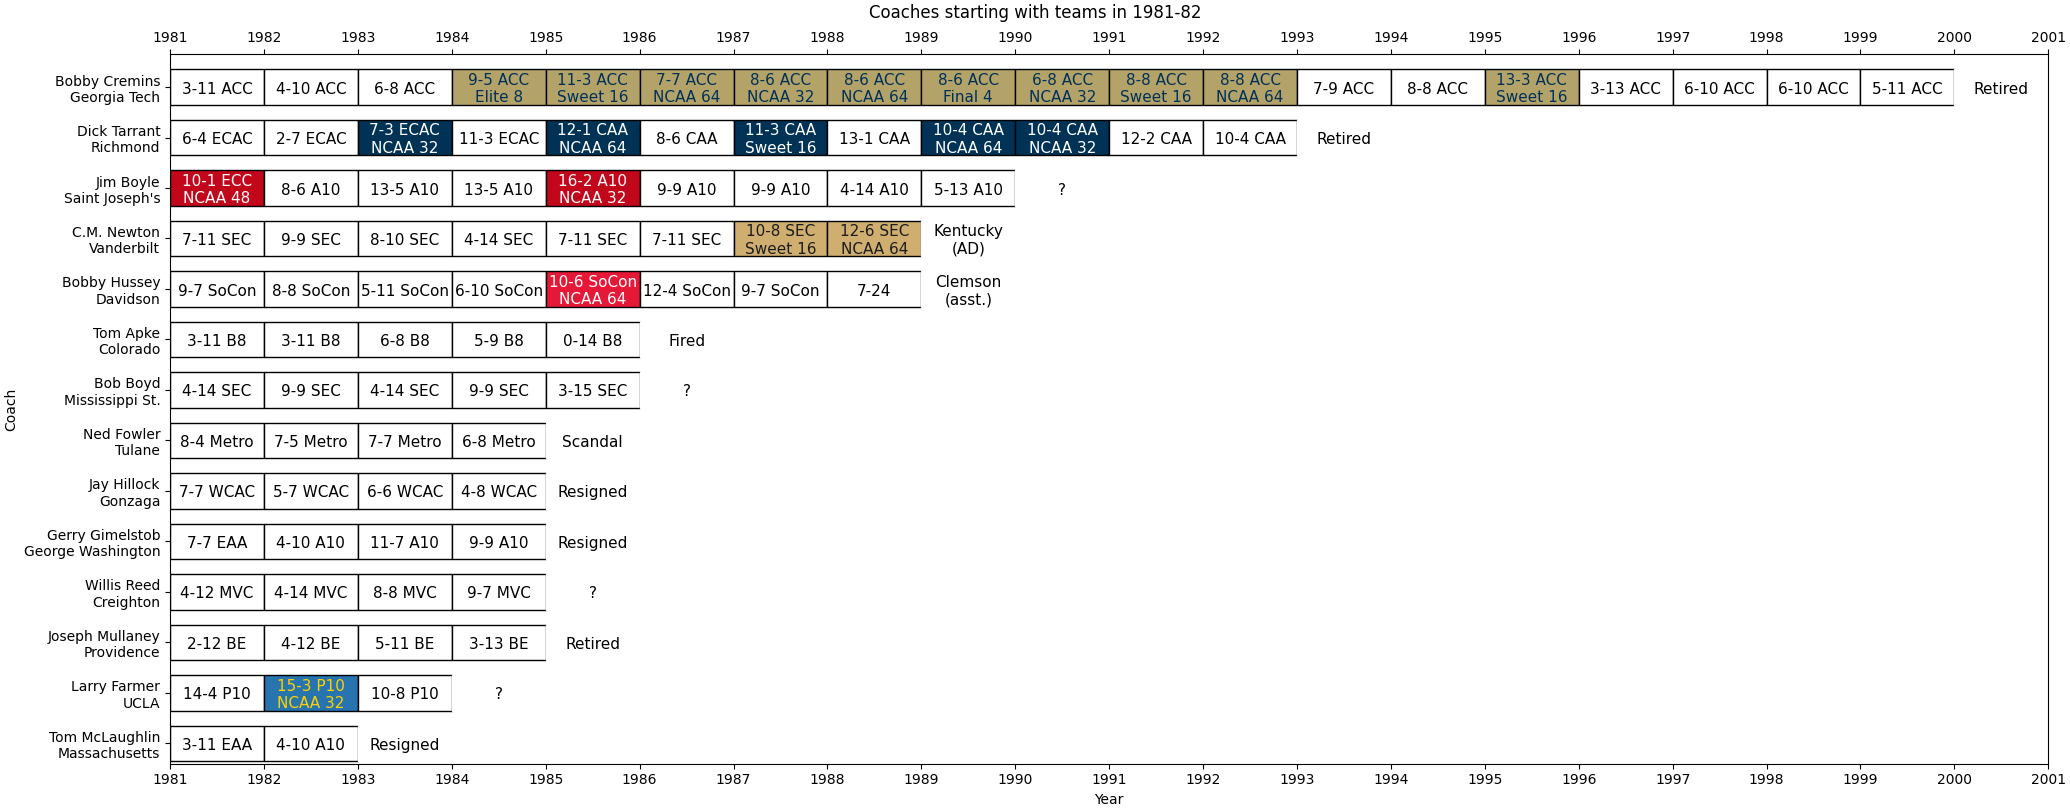 Coaches starting with teams in 1981-82
1981 1982 1983 1984 1985 1986 1987 1988 1989 1990 1991 1992 1993 1994 1995 1996 1997 1998 1999 2000 2001
Bobby Cremins
Georgia Tech
3-11 ACC
4-10 ACC
6-8 ACC
9-5 ACC
Elite 8
11-3 ACC
Sweet 16
7-7 ACC
NCAA 64
8-6 ACC
NCAA 32
8-6 ACC
NCAA 64
8-6 ACC
Final 4
6-8 ACC
NCAA 32
8-8 ACC
Sweet 16
8-8 ACC
NCAA 64
7-9 ACC
8-8 ACC
13-3 ACC
Sweet 16
3-13 ACC
6-10 ACC
6-10 ACC
5-11 ACC
Retired
Dick Tarrant
Richmond
6-4 ECAC
2-7 ECAC
7-3 ECAC
NCAA 32
11-3 ECAC
12-1 CAA
NCAA 64
8-6 CAA
11-3 CAA
Sweet 16
13-1 CAA
10-4 CAA
NCAA 64
10-4 CAA
NCAA 32
12-2 CAA
10-4 CAA
Retired
Jim Boyle
Saint Joseph's
10-1 ECC
NCAA 48
8-6 A10
13-5 A10
13-5 A10
16-2 A10
NCAA 32
9-9 A10
9-9 A10
4-14 A10
5-13 A10
?
C.M. Newton
Vanderbilt
7-11 SEC
9-9 SEC
8-10 SEC
4-14 SEC
7-11 SEC
7-11 SEC
10-8 SEC
Sweet 16
12-6 SEC
NCAA 64
Kentucky
(AD)
Bobby Hussey
Davidson
9-7 SoCon
8-8 SoCon
5-11 SoCon
6-10 SoCon
10-6 SoCon
NCAA 64
12-4 SoCon
9-7 SoCon
7-24
Clemson
(asst.)
Tom Apke
Colorado
3-11 B8
3-11 B8
6-8 B8
5-9 B8
0-14 B8
Fired
Bob Boyd
Mississippi St.
4-14 SEC
9-9 SEC
4-14 SEC
9-9 SEC
3-15 SEC
?
Ned Fowler
Tulane
8-4 Metro
7-5 Metro
7-7 Metro
6-8 Metro
Scandal
Jay Hillock
Gonzaga
7-7 WCAC
5-7 WCAC
6-6 WCAC
4-8 WCAC
Resigned
Gerry Gimelstob
George Washington
7-7 EAA
4-10 A10
11-7 A10
9-9 A10
Resigned
Willis Reed
Creighton
4-12 MVC
4-14 MVC
8-8 MVC
9-7 MVC
?
Joseph Mullaney
Providence
2-12 BE
4-12 BE
5-11 BE
3-13 BE
Retired
Larry Farmer
UCLA
14-4 P10
15-3 P10
NCAA 32
10-8 P10
?
Tom McLaughlin
Massachusetts
3-11 EAA
4-10 A10
Resigned
Coach
1981 1982 1983 1984 1985 1986 1987 1988 1989 1990 1991 1992 1993 1994 1995 1996 1997 1998 1999 2000 2001
Year